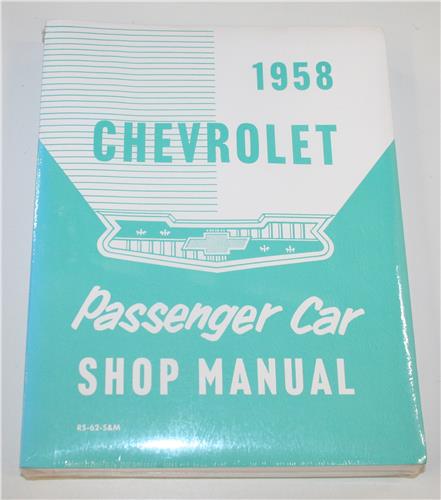 1958
CHEVROLET
Passenger Car
SHOP MANUAL
RS-62-S&M